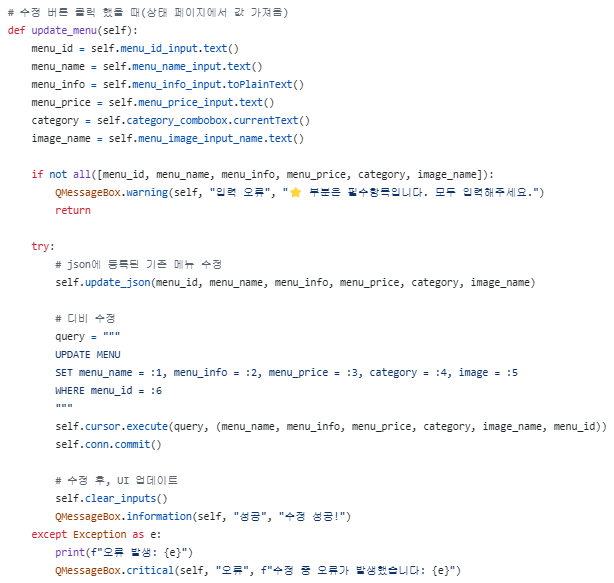 # 수정 버튼 클릭 했을 때(상태 페이지에서 값 가져옴)
def update_menu(self):
    menu_id = self.menu_id_input.text()
    menu_name = self.menu_name_input.text()
    menu_info = self.menu_info_input.toPlainText()
    menu_price = self.menu_price_input.text()
    category = self.category_combobox.currentText()
    image_name = self.menu_image_input_name.text()

    if not all([menu_id, menu_name, menu_info, menu_price, category, image_name]):
        QMessageBox.warning(self, "입력 오류", "⭐ 부분은 필수항목입니다. 모두 입력해주세요.")
        return

    try:
        # json에 등록된 기존 메뉴 수정
        self.update_json(menu_id, menu_name, menu_info, menu_price, category, image_name)

        # 디비 수정
        query = """
        UPDATE MENU
        SET menu_name = :1, menu_info = :2, menu_price = :3, category = :4, image = :5
        WHERE menu_id = :6
        """
        self.cursor.execute(query, (menu_name, menu_info, menu_price, category, image_name, menu_id))
        self.conn.commit()

        # 수정 후, UI 업데이트
        self.clear_inputs()
        QMessageBox.information(self, "성공", "수정 성공!")
    except Exception as e:
        print(f"오류 발생: {e}")
        QMessageBox.critical(self, "오류", f"수정 중 오류가 발생했습니다: {e}")